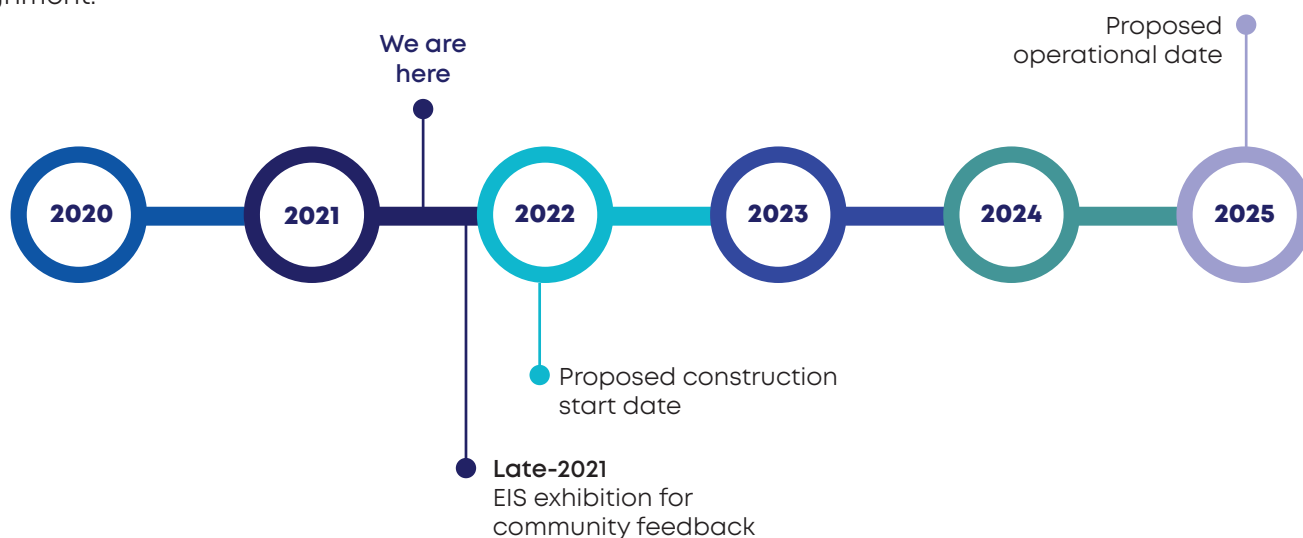 We are
here
Proposed
operational date
2020
2021
2022
2023
2024
2025
Proposed construction
start date
Late-2021
EIS exhibition for
community feedback